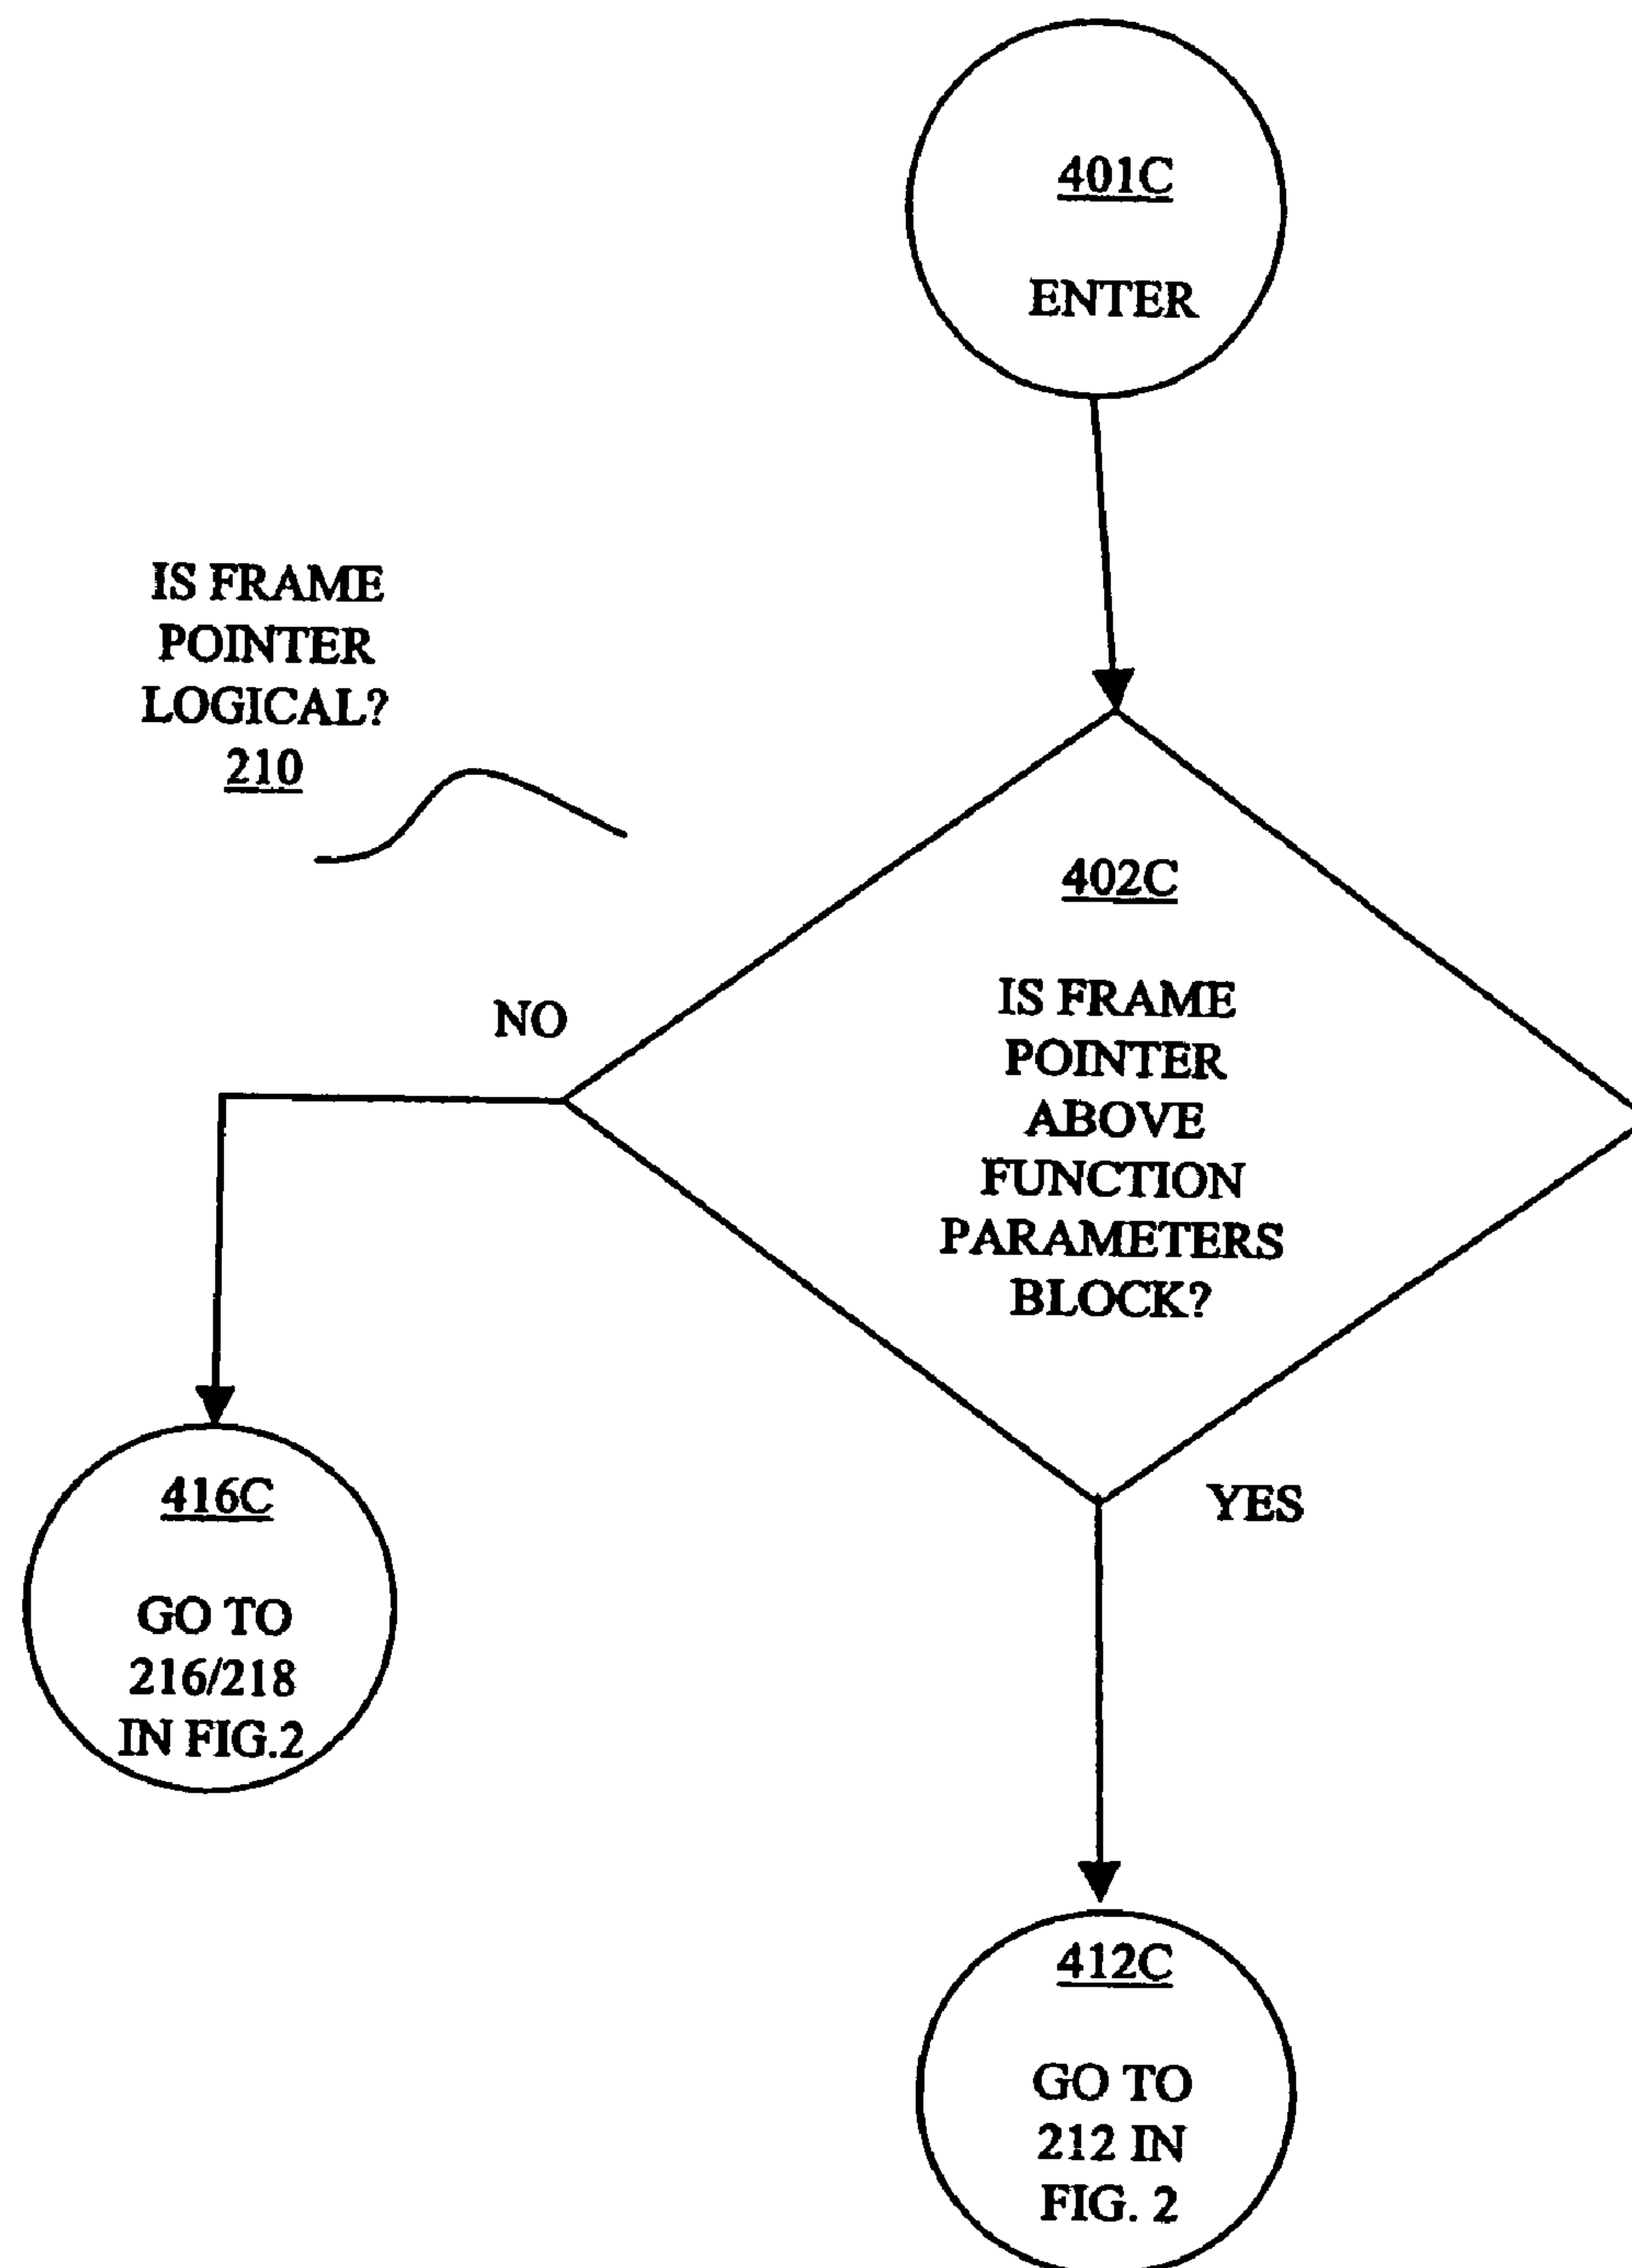 401C
ENTER
IS FRAME
POINTER
LOGICAL?
210
402C
IS FRAME
POINTER
ABOVE
FUNCTION
PARAMETERS
BLOCK?
NO
YES
416C
GO TO
216/218
IN FIG.2
412C
GO TO
212 IN
FIG. 2